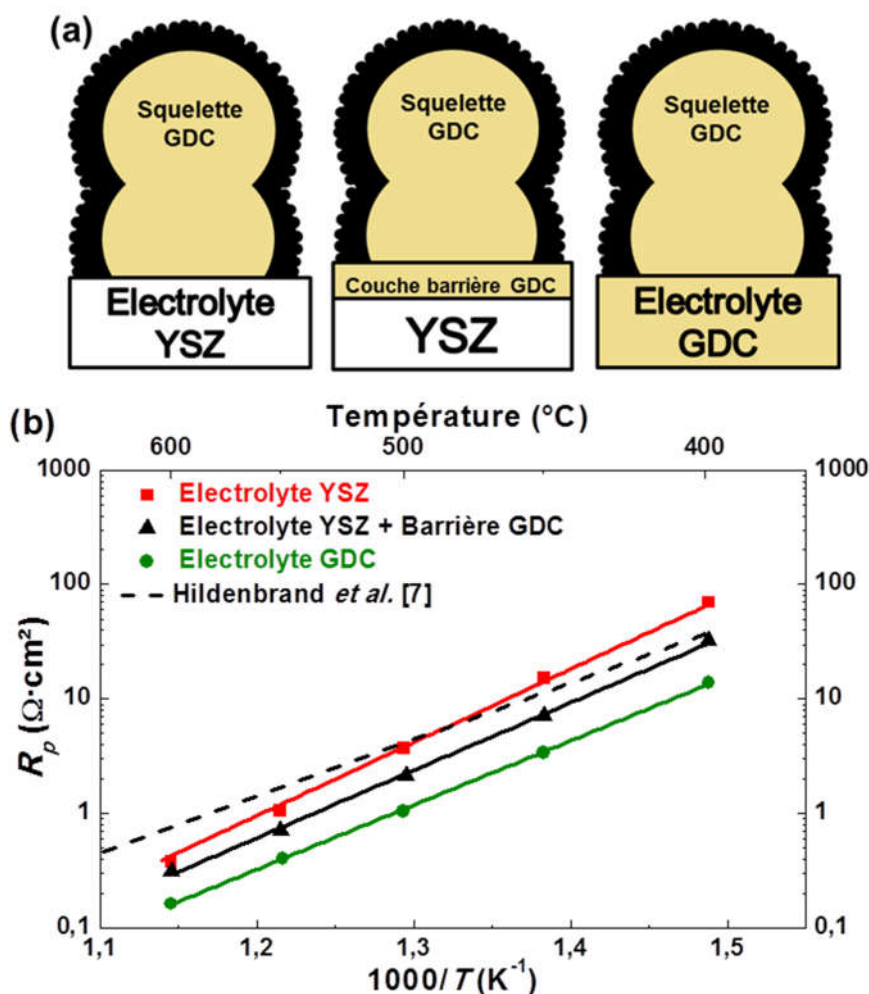 (a)
Squelette
GDC
Squelette
GDC
Squelette
GDC
Electrolyte
YSZ
Couche barrière GDC
YSZ
Electrolyte
GDC
(b)
Température (°C)
600
500
400
1000
1000
Electrolyte YSZ
Electrolyte YSZ + Barrière GDC
Electrolyte GDC
Hildenbrand et al. [7]
100
100
10
10
1
1
0,1
0,1
Rp (Ω·cm²)
1,1
1,2
1,3
1,4
1,5
1000/T (K⁻¹)